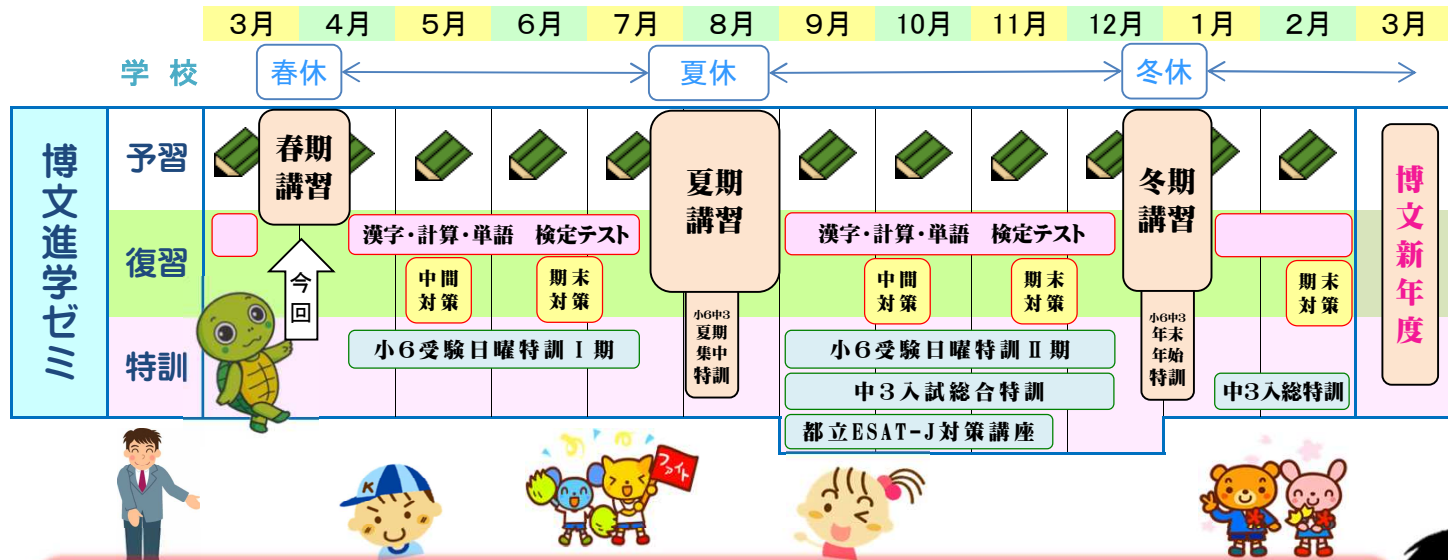 3月 4月 5月 6月 7月 8月 9月 10月 11月 12月 1月 2月 3月
学校 春休 夏休 冬休
博文進学ゼミ
予習
春期
講習
夏期
講習
冬期
講習
博文新年度
復習
漢字・計算・単語 検定テスト
漢字・計算・単語 検定テスト
今回
中間
対策
期末
対策
中間
対策
期末
対策
期末
対策
特訓
小6中3
夏期
集中
特訓
小6中3
年末
年始
特訓
小6受験日曜特訓Ⅰ期
小6受験日曜特訓Ⅱ期
中3入試総合特訓
中3入総特訓
都立ESAT-J対策講座
K
ファイト